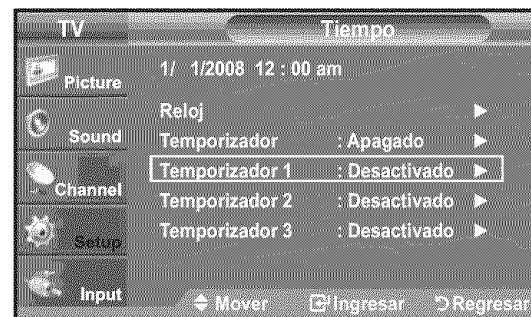 TV
Tiempo
Picture
1/ 1/2008 12 : 00 am
Sound
Reloj ▶
Temporizador : Apagado ▶
Channel
Temporizador 1 : Desactivado ▶
Temporizador 2 : Desactivado ▶
Setup
Temporizador 3 : Desactivado ▶
Input
Mover Ingresar Regresar